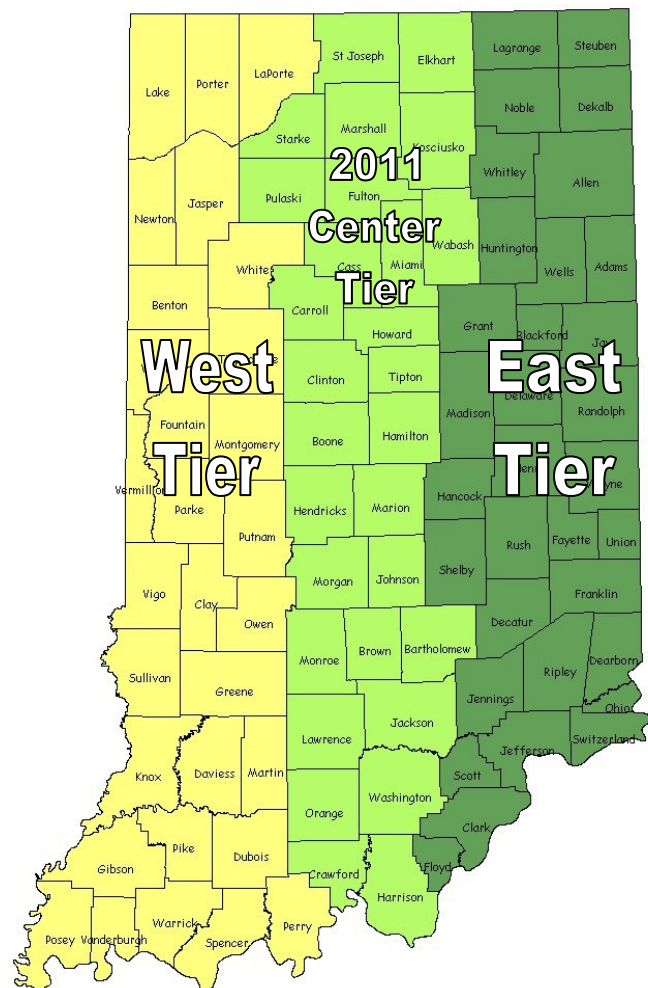 Lagrange Steuben
St Joseph Elkhart
LaPorte
Lake Porter
Noble Dekalb
Starke Marshall Kosciusko
2011
Whitley Allen
Pulaski Fulton
Newton Jasper
Center
Wabash Huntington
White Cass Miami Wells Adams
Tier
Benton Carroll
Grant Blackford
Howard
West East
Clinton Tipton
Delaware
Madison Randolph
Fountain
Boone Hamilton
Montgomery
Tier Tier
Vermillion
Hancock
Parke Hendricks Marion
Putnam
Rush Fayette Union
Shelby
Morgan Johnson
Vigo Clay Franklin
Owen Decatur
Monroe Brown Bartholomew
Sullivan Ripley Dearborn
Greene Jennings
Ohio
Lawrence Jackson
Switzerland
Jefferson
Knox Daviess Martin Scott
Washington
Orange
Clark
Pike Dubois
Gibson Crawford Floyd
Harrison
Warrick Perry
Posey Vanderburgh Spencer